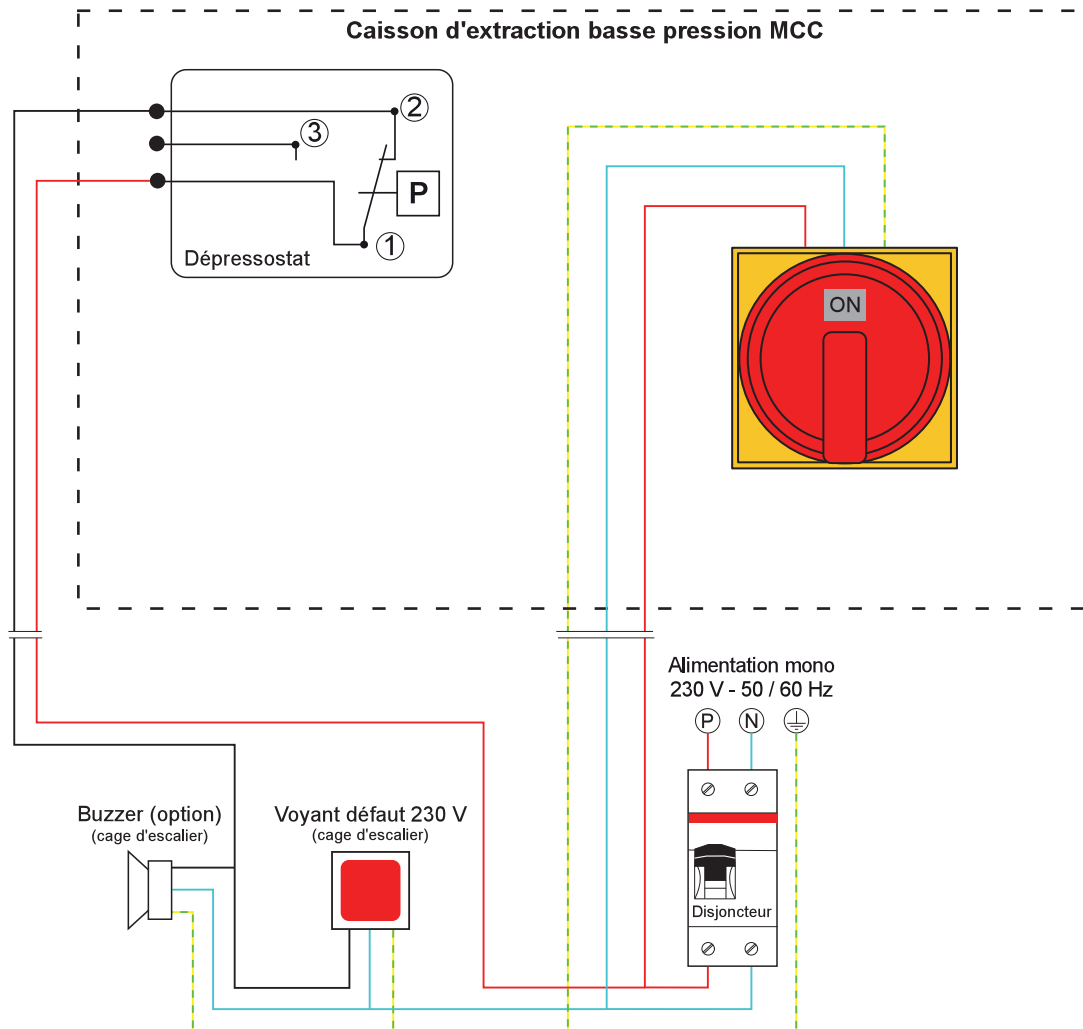 Caisson d'extraction basse pression MCC
2
3
P
1
Dépressostat
ON
Alimentation mono
230 V - 50 / 60 Hz
P N
Buzzer (option)
(cage d'escalier)
Voyant défaut 230 V
(cage d'escalier)
Disjoncteur